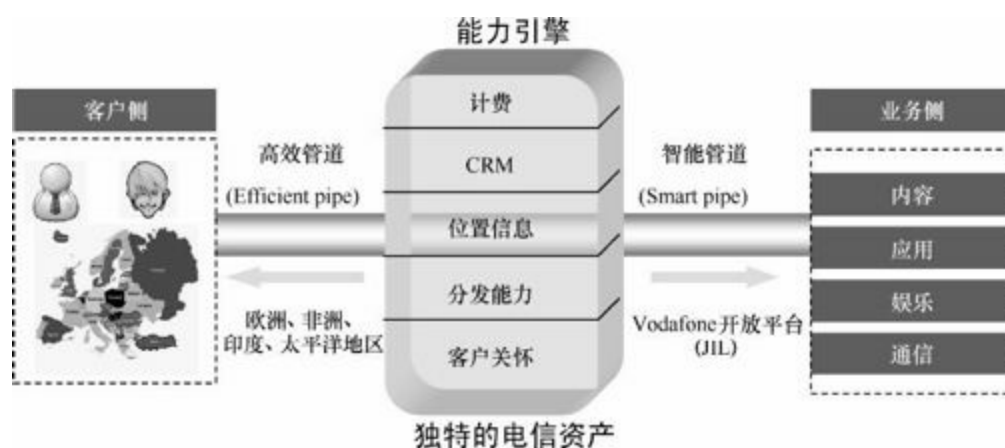 能力引擎
客户侧
高效管道
(Efficient pipe)
欧洲、非洲、
印度、太平洋地区
计费
CRM
位置信息
分发能力
客户关怀
智能管道
(Smart pipe)
Vodafone开放平台
(JIL)
业务侧
内容
应用
娱乐
通信
独特的电信资产